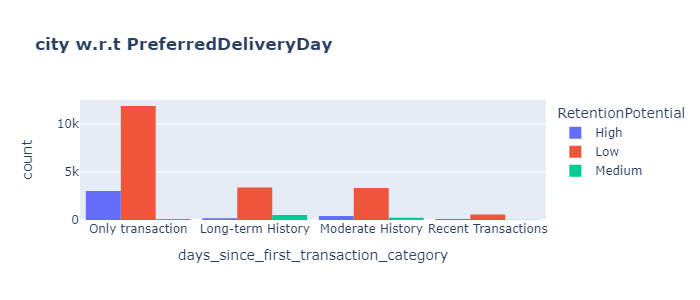 city w.r.t PreferredDeliveryDay
RetentionPotential
High
Low
Medium
10k
5k
0
count
Only transaction
Long-term History
Moderate History
Recent Transactions
days_since_first_transaction_category